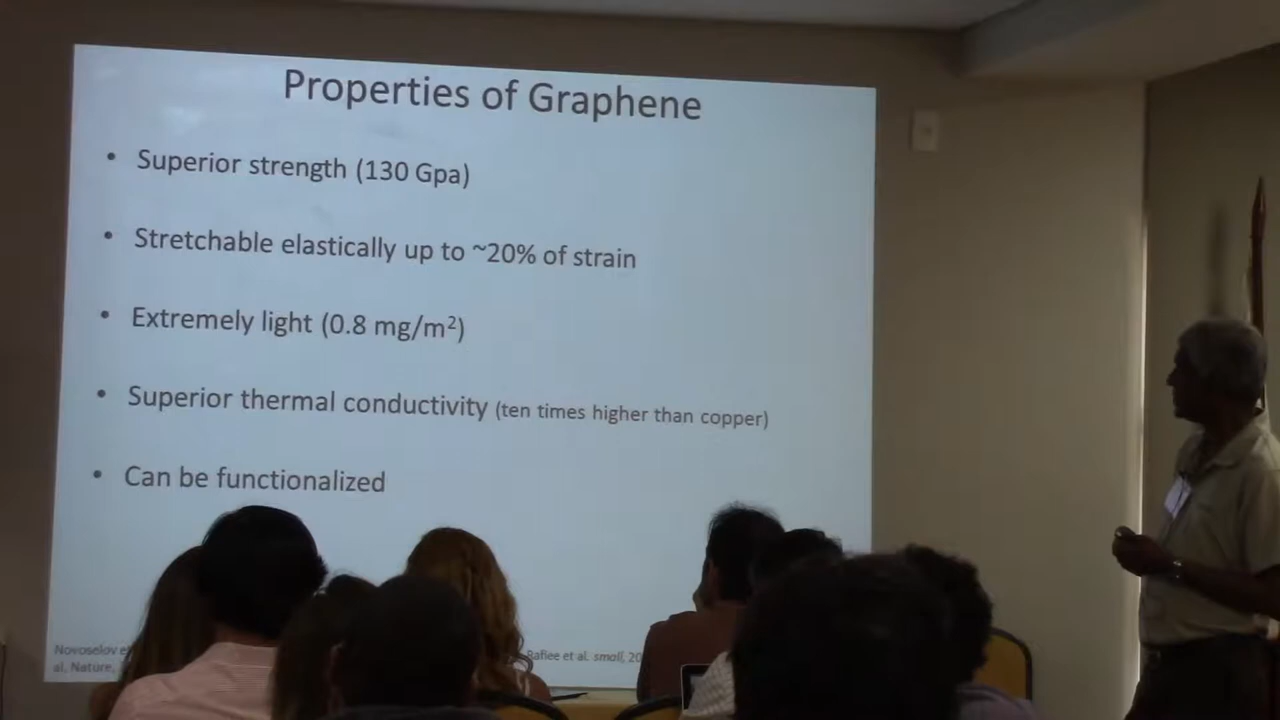 Properties of Graphene
• Superior strength (130 Gpa)
• Stretchable elastically up to ~20% of strain
• Extremely light (0.8 mg/m²)
• Superior thermal conductivity (ten times higher than copper)
• Can be functionalized
Novoselov Rafiee et al. small,
al, Nature,